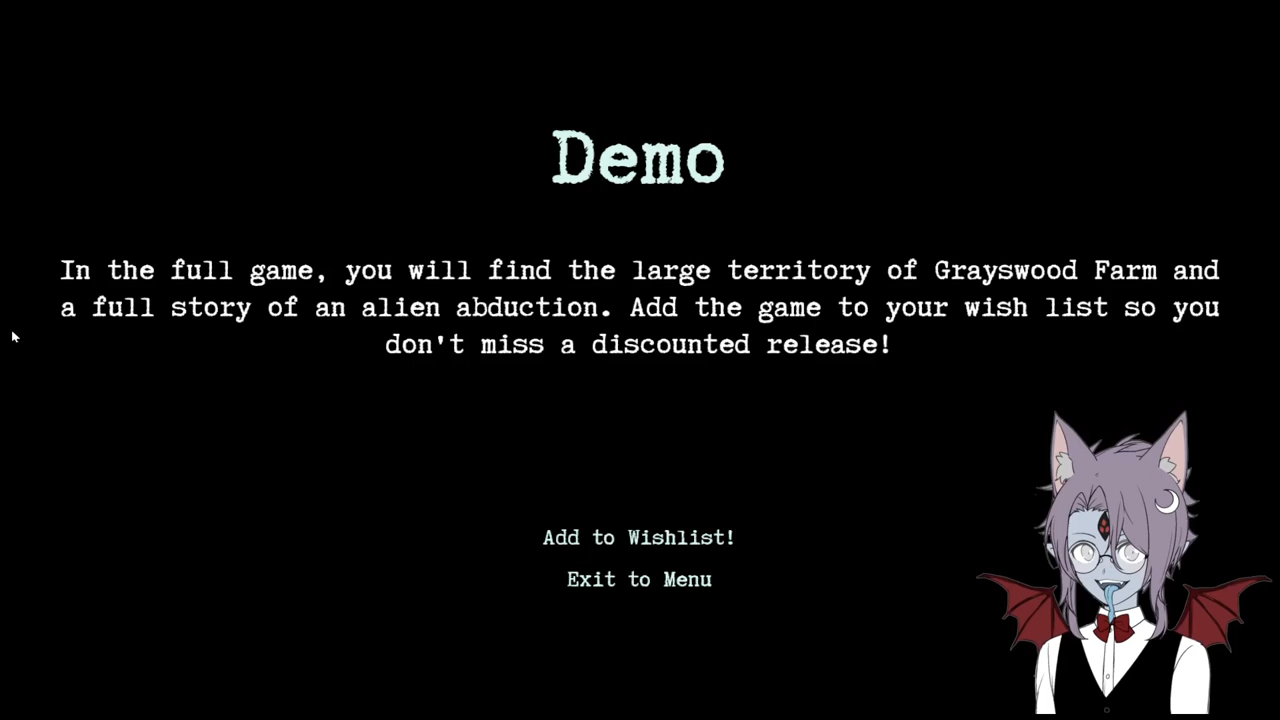 Demo
In the full game, you will find the large territory of Grayswood Farm and
a full story of an alien abduction. Add the game to your wish list so you
don't miss a discounted release!
Add to Wishlist!
Exit to Menu